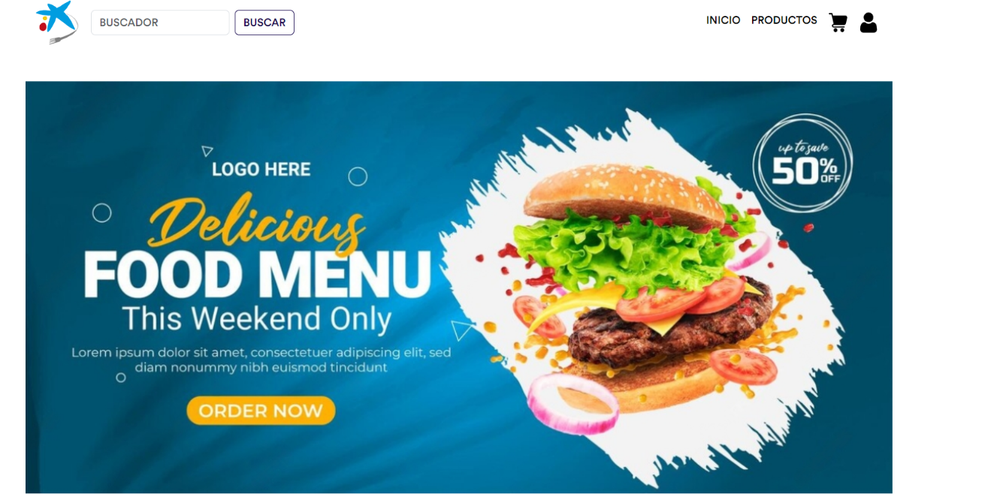 BUSCADOR
BUSCAR
INICIO
PRODUCTOS
LOGO HERE
Delicious
FOOD MENU
This Weekend Only
Lorem ipsum dolor sit amet, consectetuer adipiscing elit, sed
diam nonummy nibh euismod tincidunt
ORDER NOW
up to save
50%
OFF